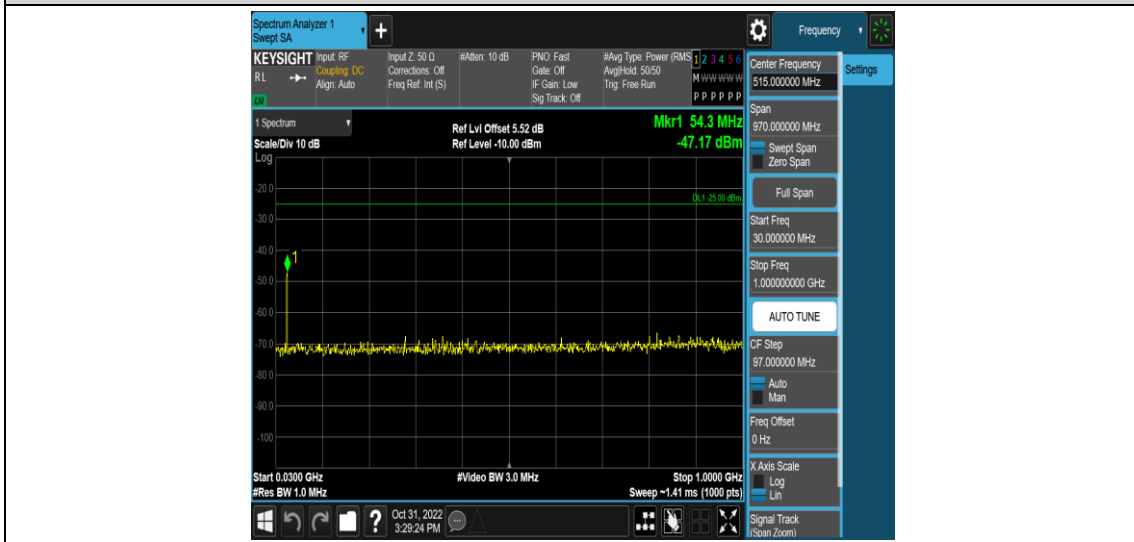 Spectrum Analyzer 1
Swept SA
+
Frequency
KEYSIGHT
RL
LXI
Input: RF
Coupling: DC
Align: Auto
Input Z: 50 Ω
Corrections: Off
Freq Ref: Int (S)
#Atten: 10 dB
PNO: Fast
Gate: Off
IF Gain: Low
Sig Track: Off
#Avg Type: Power (RMS
Avg|Hold: 50/50
Trig: Free Run
1 2 3 4 5 6
M W W W W W
P P P P P P
1 Spectrum
Scale/Div 10 dB
Log
Ref Lvl Offset 5.52 dB
Ref Level -10.00 dBm
Mkr1 54.3 MHz
-47.17 dBm
DL1 -25.00 dBm
1
-20.0
-30.0
-40.0
-50.0
-60.0
-70.0
-80.0
-90.0
-100
Start 0.0300 GHz
#Res BW 1.0 MHz
#Video BW 3.0 MHz
Stop 1.0000 GHz
Sweep ~1.41 ms (1000 pts)
Center Frequency
515.000000 MHz
Settings
Span
970.000000 MHz
Swept Span
Zero Span
Full Span
Start Freq
30.000000 MHz
Stop Freq
1.000000000 GHz
AUTO TUNE
CF Step
97.000000 MHz
Auto
Man
Freq Offset
0 Hz
X Axis Scale
Log
Lin
Signal Track
(Span Zoom)
?
Oct 31, 2022
3:29:24 PM